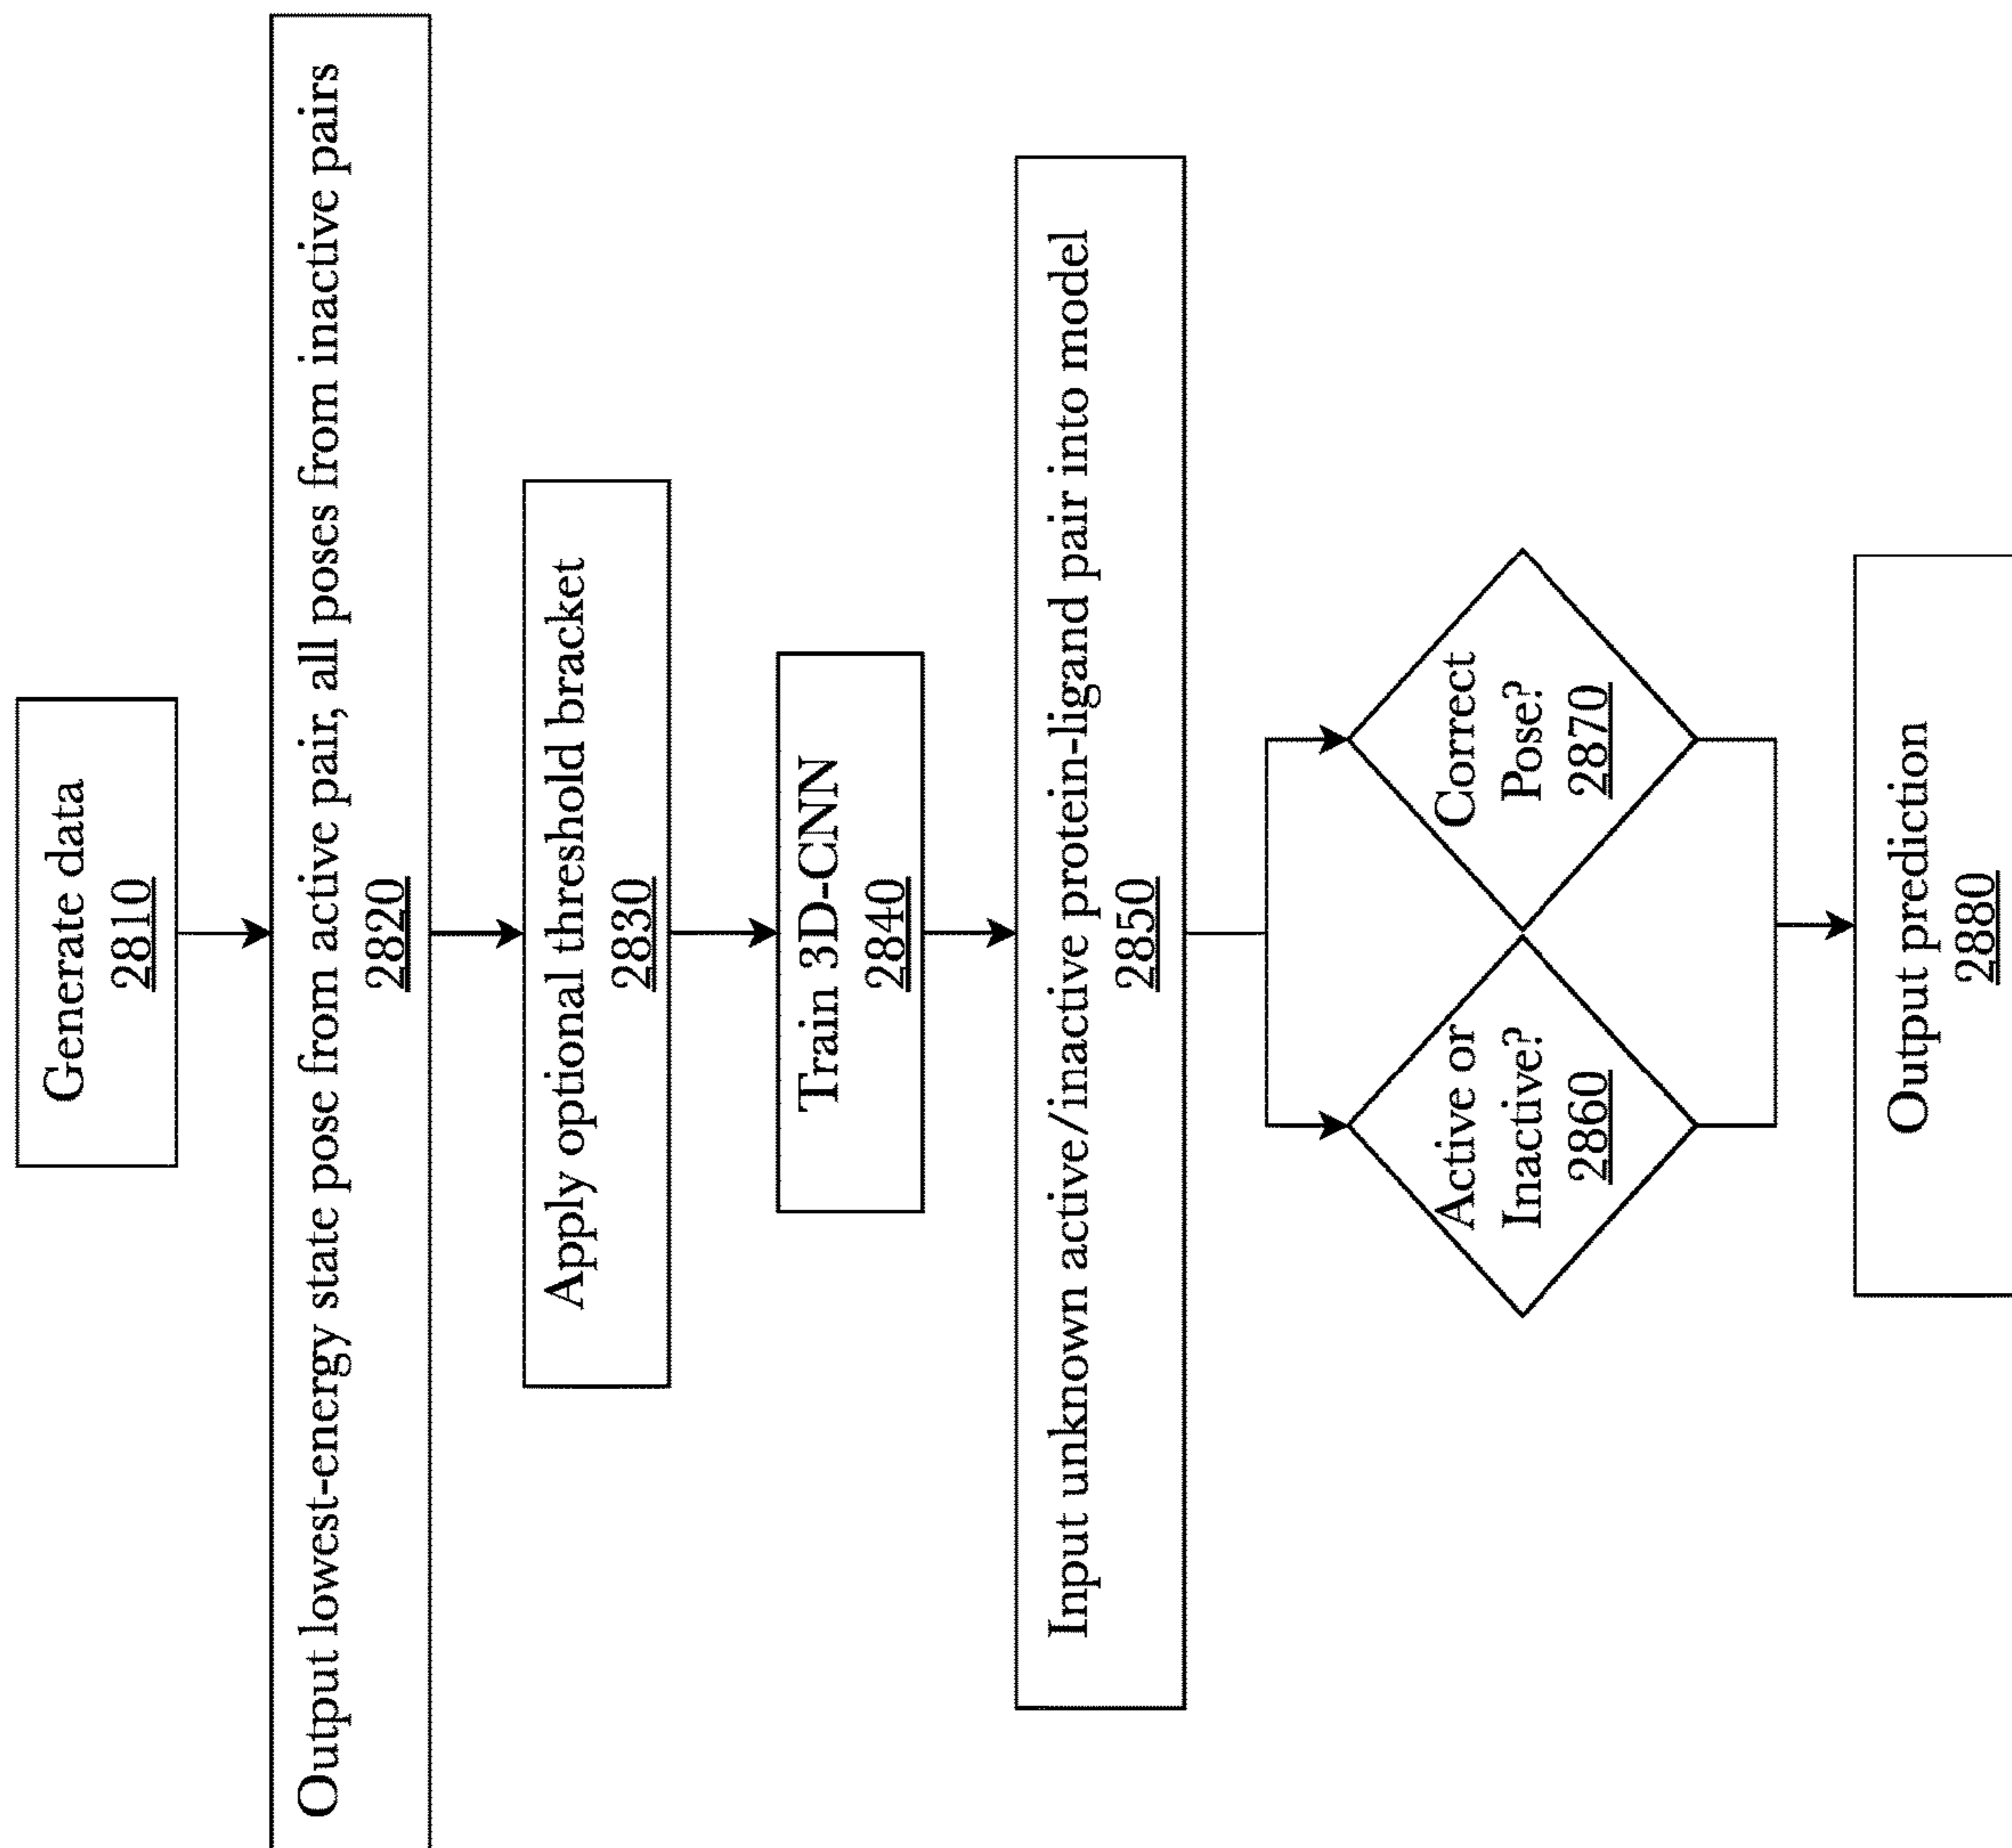 Generate data
2810
Output lowest-energy state pose from active pair, all poses from inactive pairs
2820
Apply optional threshold bracket
2830
Train 3D-CNN
2840
Input unknown active/inactive protein-ligand pair into model
2850
Active or
Inactive?
2860
Correct
Pose?
2870
Output prediction
2880